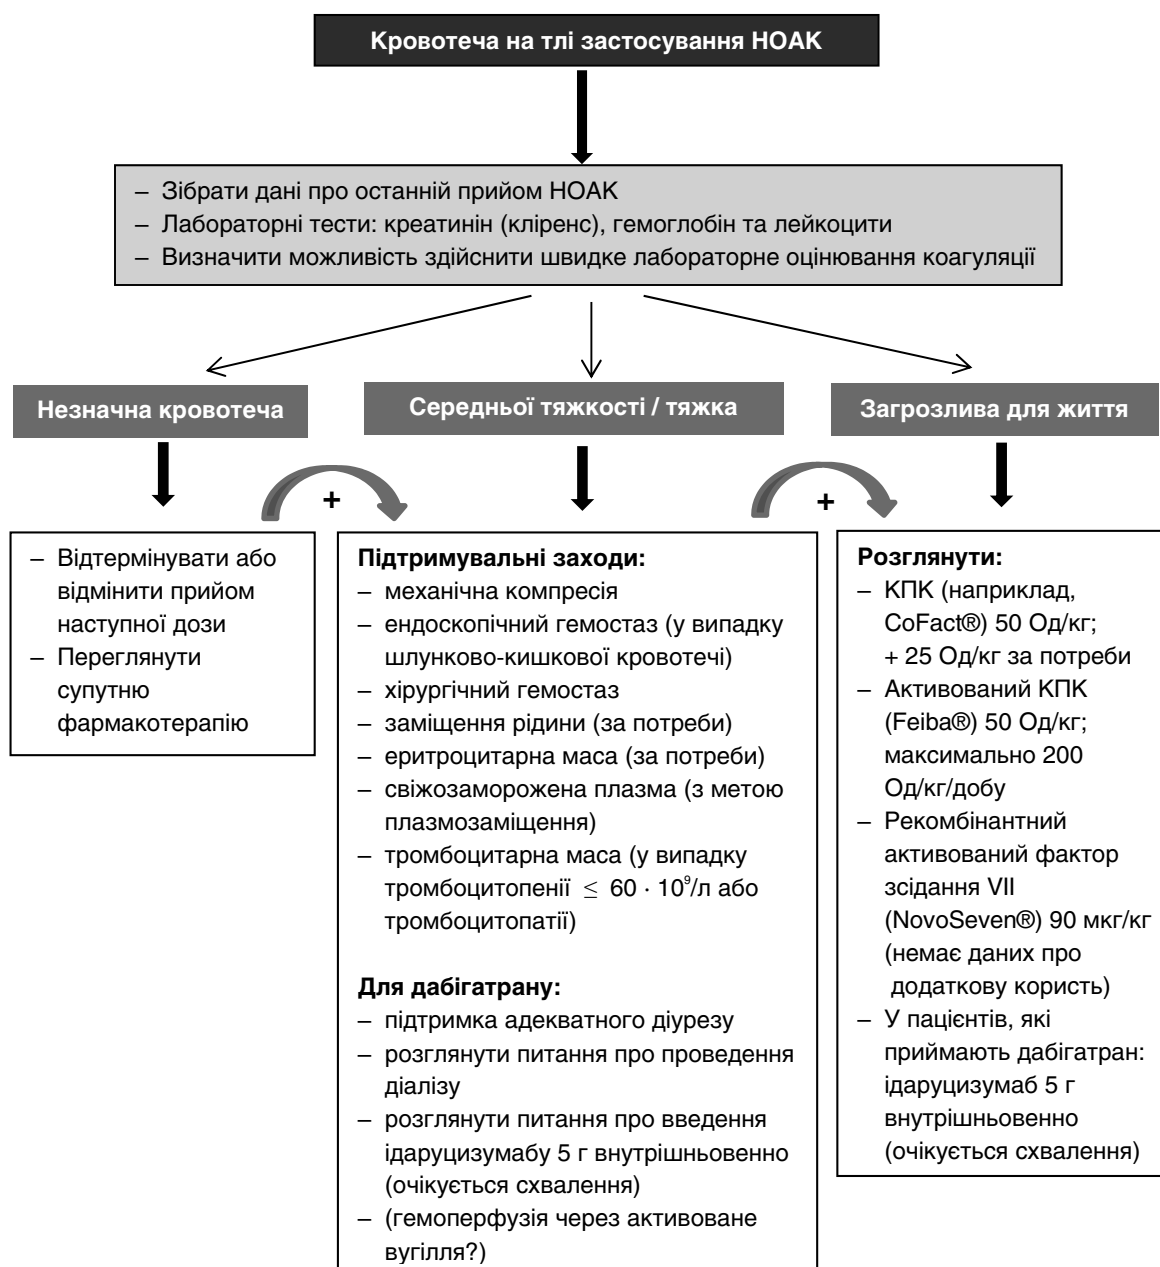 Кровотеча на тлі застосування НОАК
– Зібрати дані про останній прийом НОАК
– Лабораторні тести: креатинін (кліренс), гемоглобін та лейкоцити
– Визначити можливість здійснити швидке лабораторне оцінювання коагуляції
Незначна кровотеча
Середньої тяжкості / тяжка
Загрозлива для життя
+
+
– Відтермінувати або
відмінити прийом
наступної дози
– Переглянути
супутню
фармакотерапію
Підтримувальні заходи:
– механічна компресія
– ендоскопічний гемостаз (у випадку
шлунково-кишкової кровотечі)
– хірургічний гемостаз
– заміщення рідини (за потреби)
– еритроцитарна маса (за потреби)
– свіжозаморожена плазма (з метою
плазмозаміщення)
– тромбоцитарна маса (у випадку
тромбоцитопенії ≤ 60 · 10⁹/л або
тромбоцитопатії)
Для дабігатрану:
– підтримка адекватного діурезу
– розглянути питання про проведення
діалізу
– розглянути питання про введення
ідаруцизумабу 5 г внутрішньовенно
(очікується схвалення)
– (гемоперфузія через активоване
вугілля?)
Розглянути:
– КПК (наприклад,
CoFact®) 50 Од/кг;
+ 25 Од/кг за потреби
– Активований КПК
(Feiba®) 50 Од/кг;
максимально 200
Од/кг/добу
– Рекомбінантний
активований фактор
зсідання VII
(NovoSeven®) 90 мкг/кг
(немає даних про
додаткову користь)
– У пацієнтів, які
приймають дабігатран:
ідаруцизумаб 5 г
внутрішньовенно
(очікується схвалення)